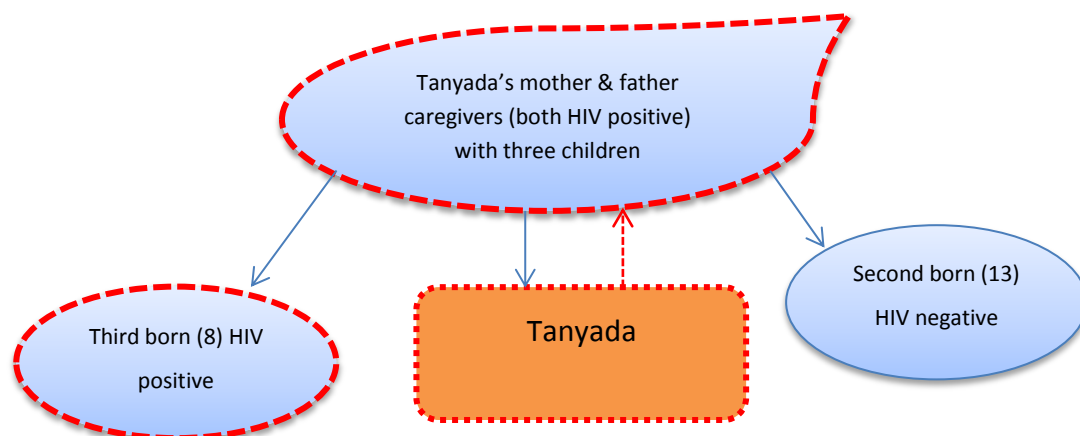 Tanyada’s mother & father
caregivers (both HIV positive)
with three children
Third born (8) HIV
positive
Tanyada
Second born (13)
HIV negative